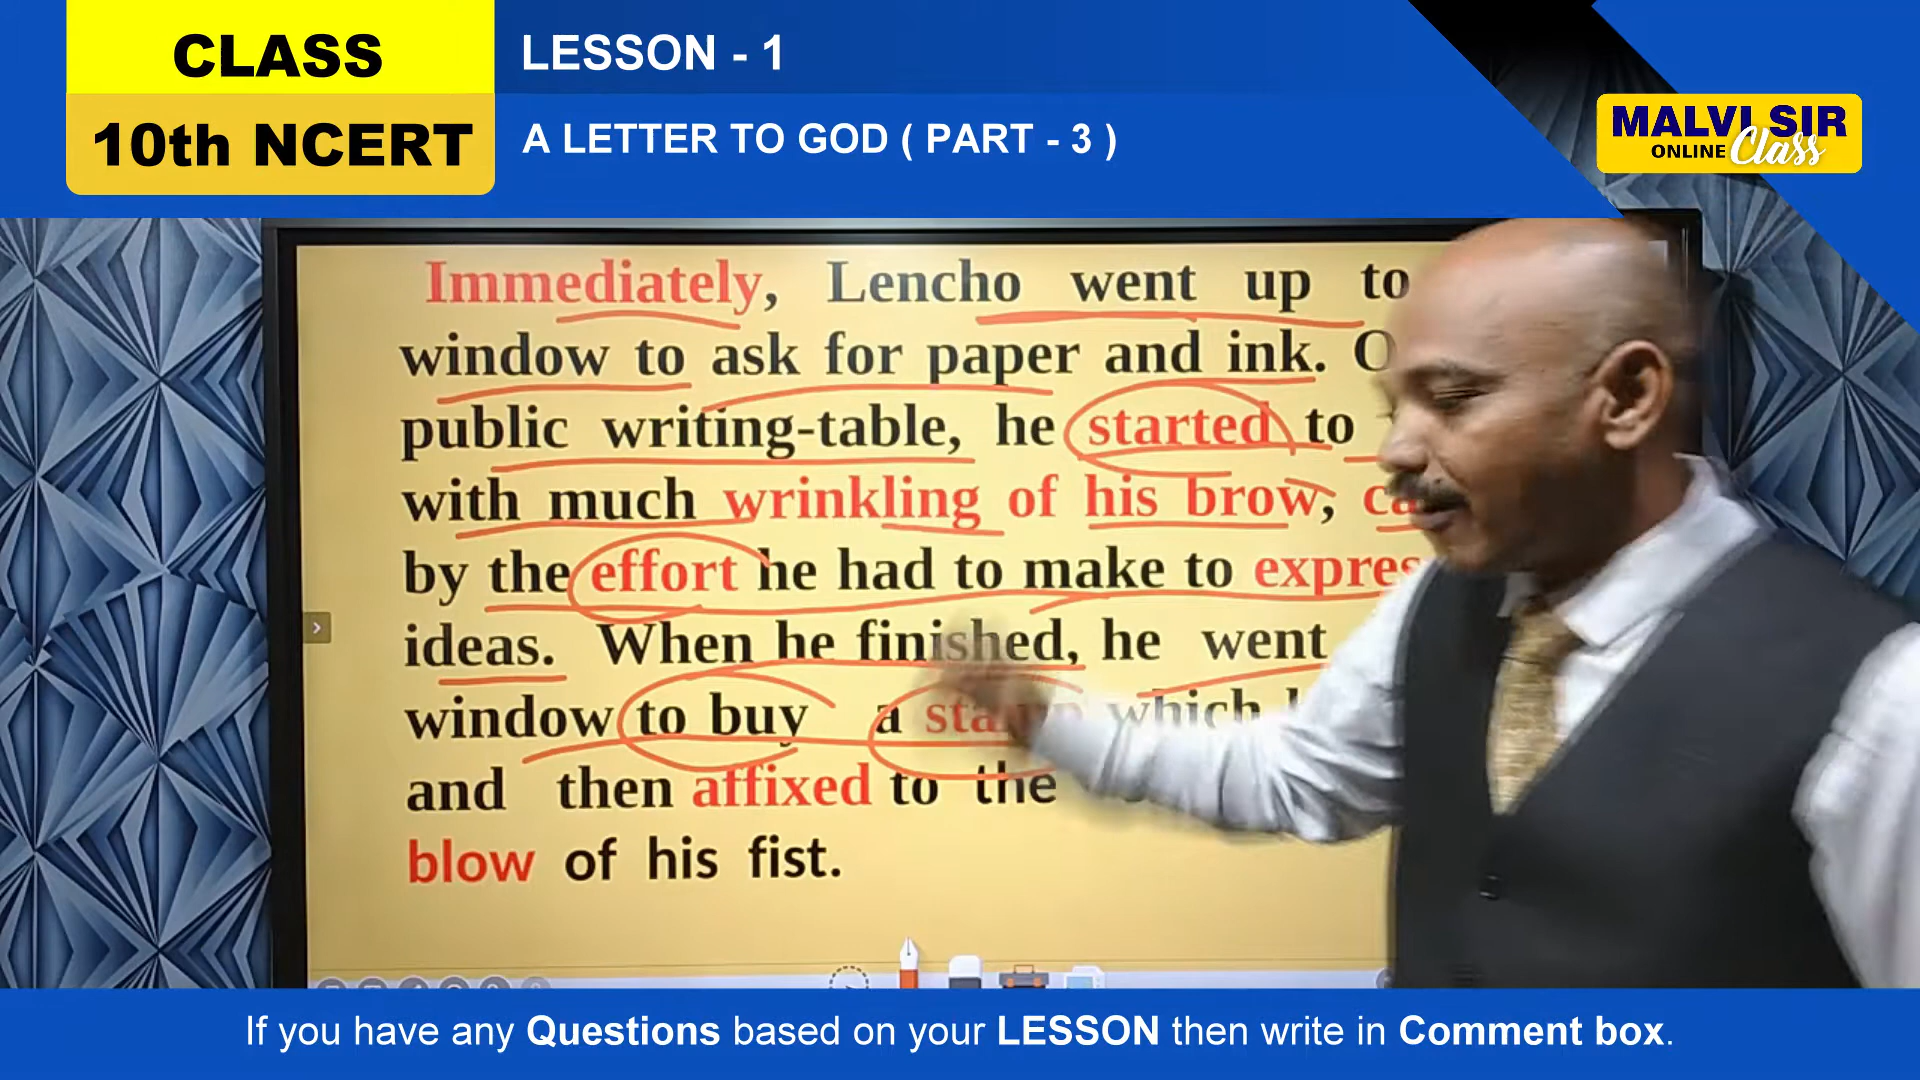 CLASS
10th NCERT
LESSON - 1
A LETTER TO GOD ( PART - 3 )
MALVI SIR
ONLINE Class
Immediately, Lencho went up to
window to ask for paper and ink.
public writing-table, he started to
with much wrinkling of his brow,
by the effort he had to make to
ideas. When he finished, he went
window to buy a which
and then affixed to the
blow of his fist.
If you have any Questions based on your LESSON then write in Comment box.